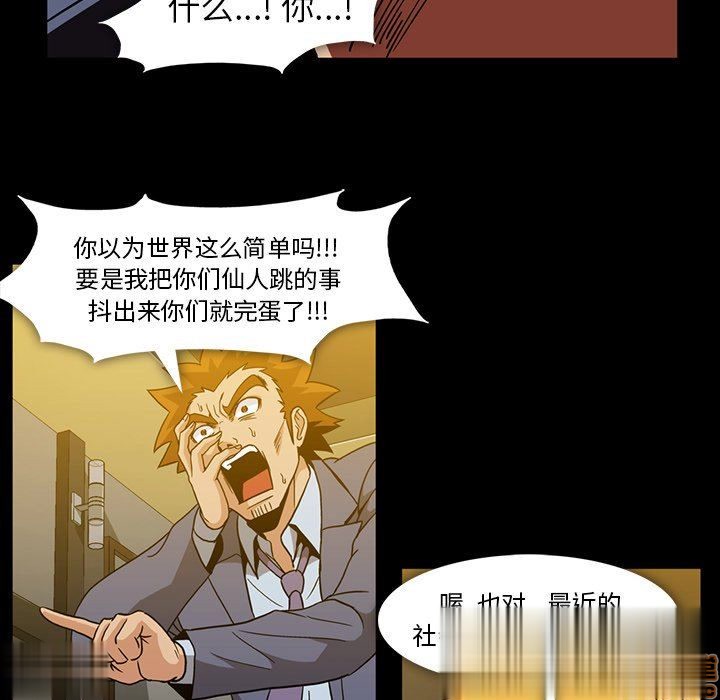 什么...! 你...!
你以为世界这么简单吗!!!
要是我把你们仙人跳的事
抖出来你们就完蛋了!!!
喔 也对 最近的
社